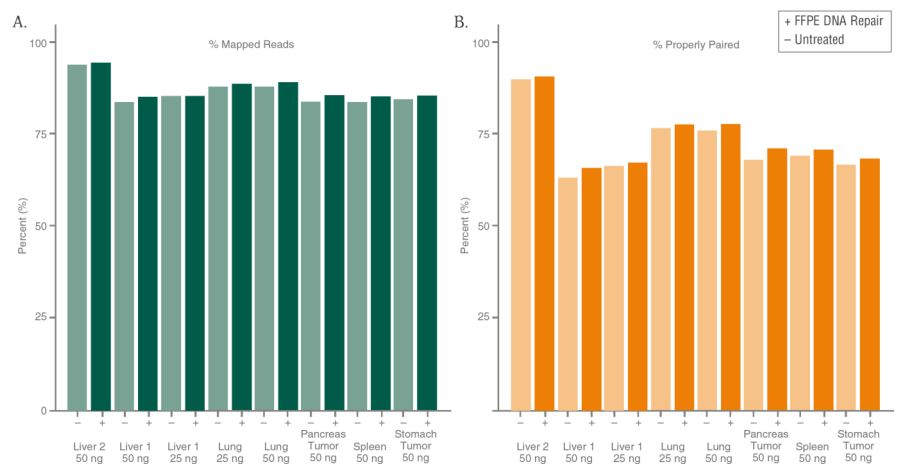 A.
% Mapped Reads
100
75
50
25
0
Percent (%)
– + – + – + – + – + – + – + – +
Liver 2
50 ng
Liver 1
50 ng
Liver 1
25 ng
Lung
25 ng
Lung
50 ng
Pancreas
Tumor
50 ng
Spleen
50 ng
Stomach
Tumor
50 ng
B.
+ FFPE DNA Repair
– Untreated
% Properly Paired
100
75
50
25
Percent (%)
– + – + – + – + – + – + – + – +
Liver 2
50 ng
Liver 1
50 ng
Liver 1
25 ng
Lung
25 ng
Lung
50 ng
Pancreas
Tumor
50 ng
Spleen
50 ng
Stomach
Tumor
50 ng